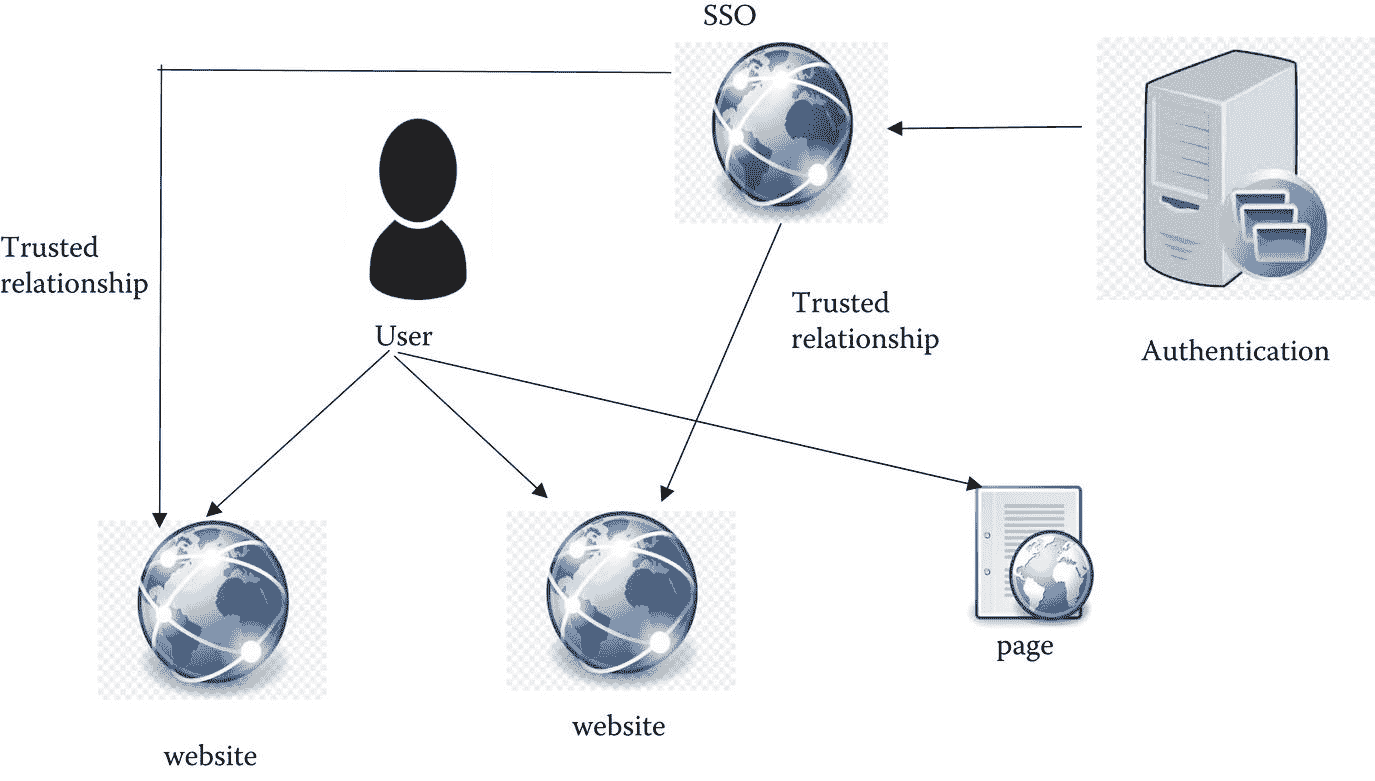 SSO
Trusted
relationship
User
Trusted
relationship
Authentication
page
website
website